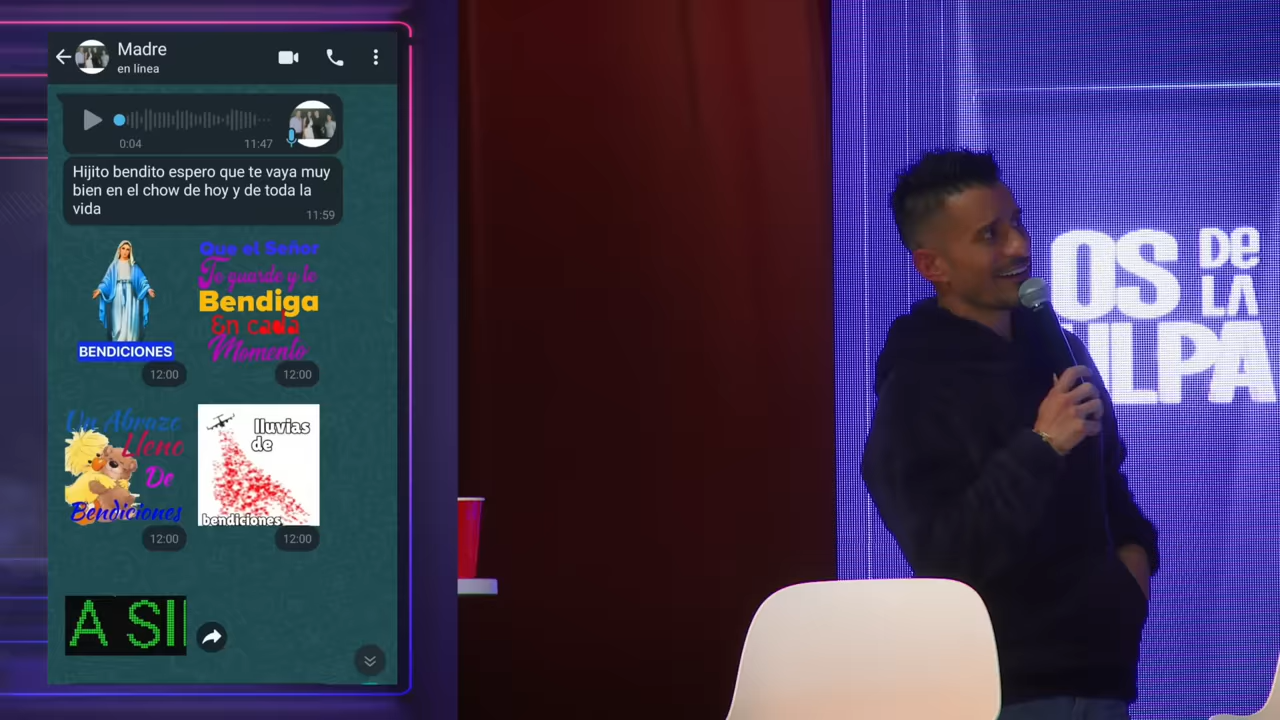 Madre
en línea
0:04
11:47
Hijito bendito espero que te vaya muy
bien en el chow de hoy y de toda la
vida
11:59
BENDICIONES
12:00
Que el Señor
Te guarde y te
Bendiga
En cada
Momento
12:00
Un Abrazo
Lleno
De
Bendiciones
12:00
lluvias
de
bendiciones
12:00
A SI
OS DE
LA
ULPA